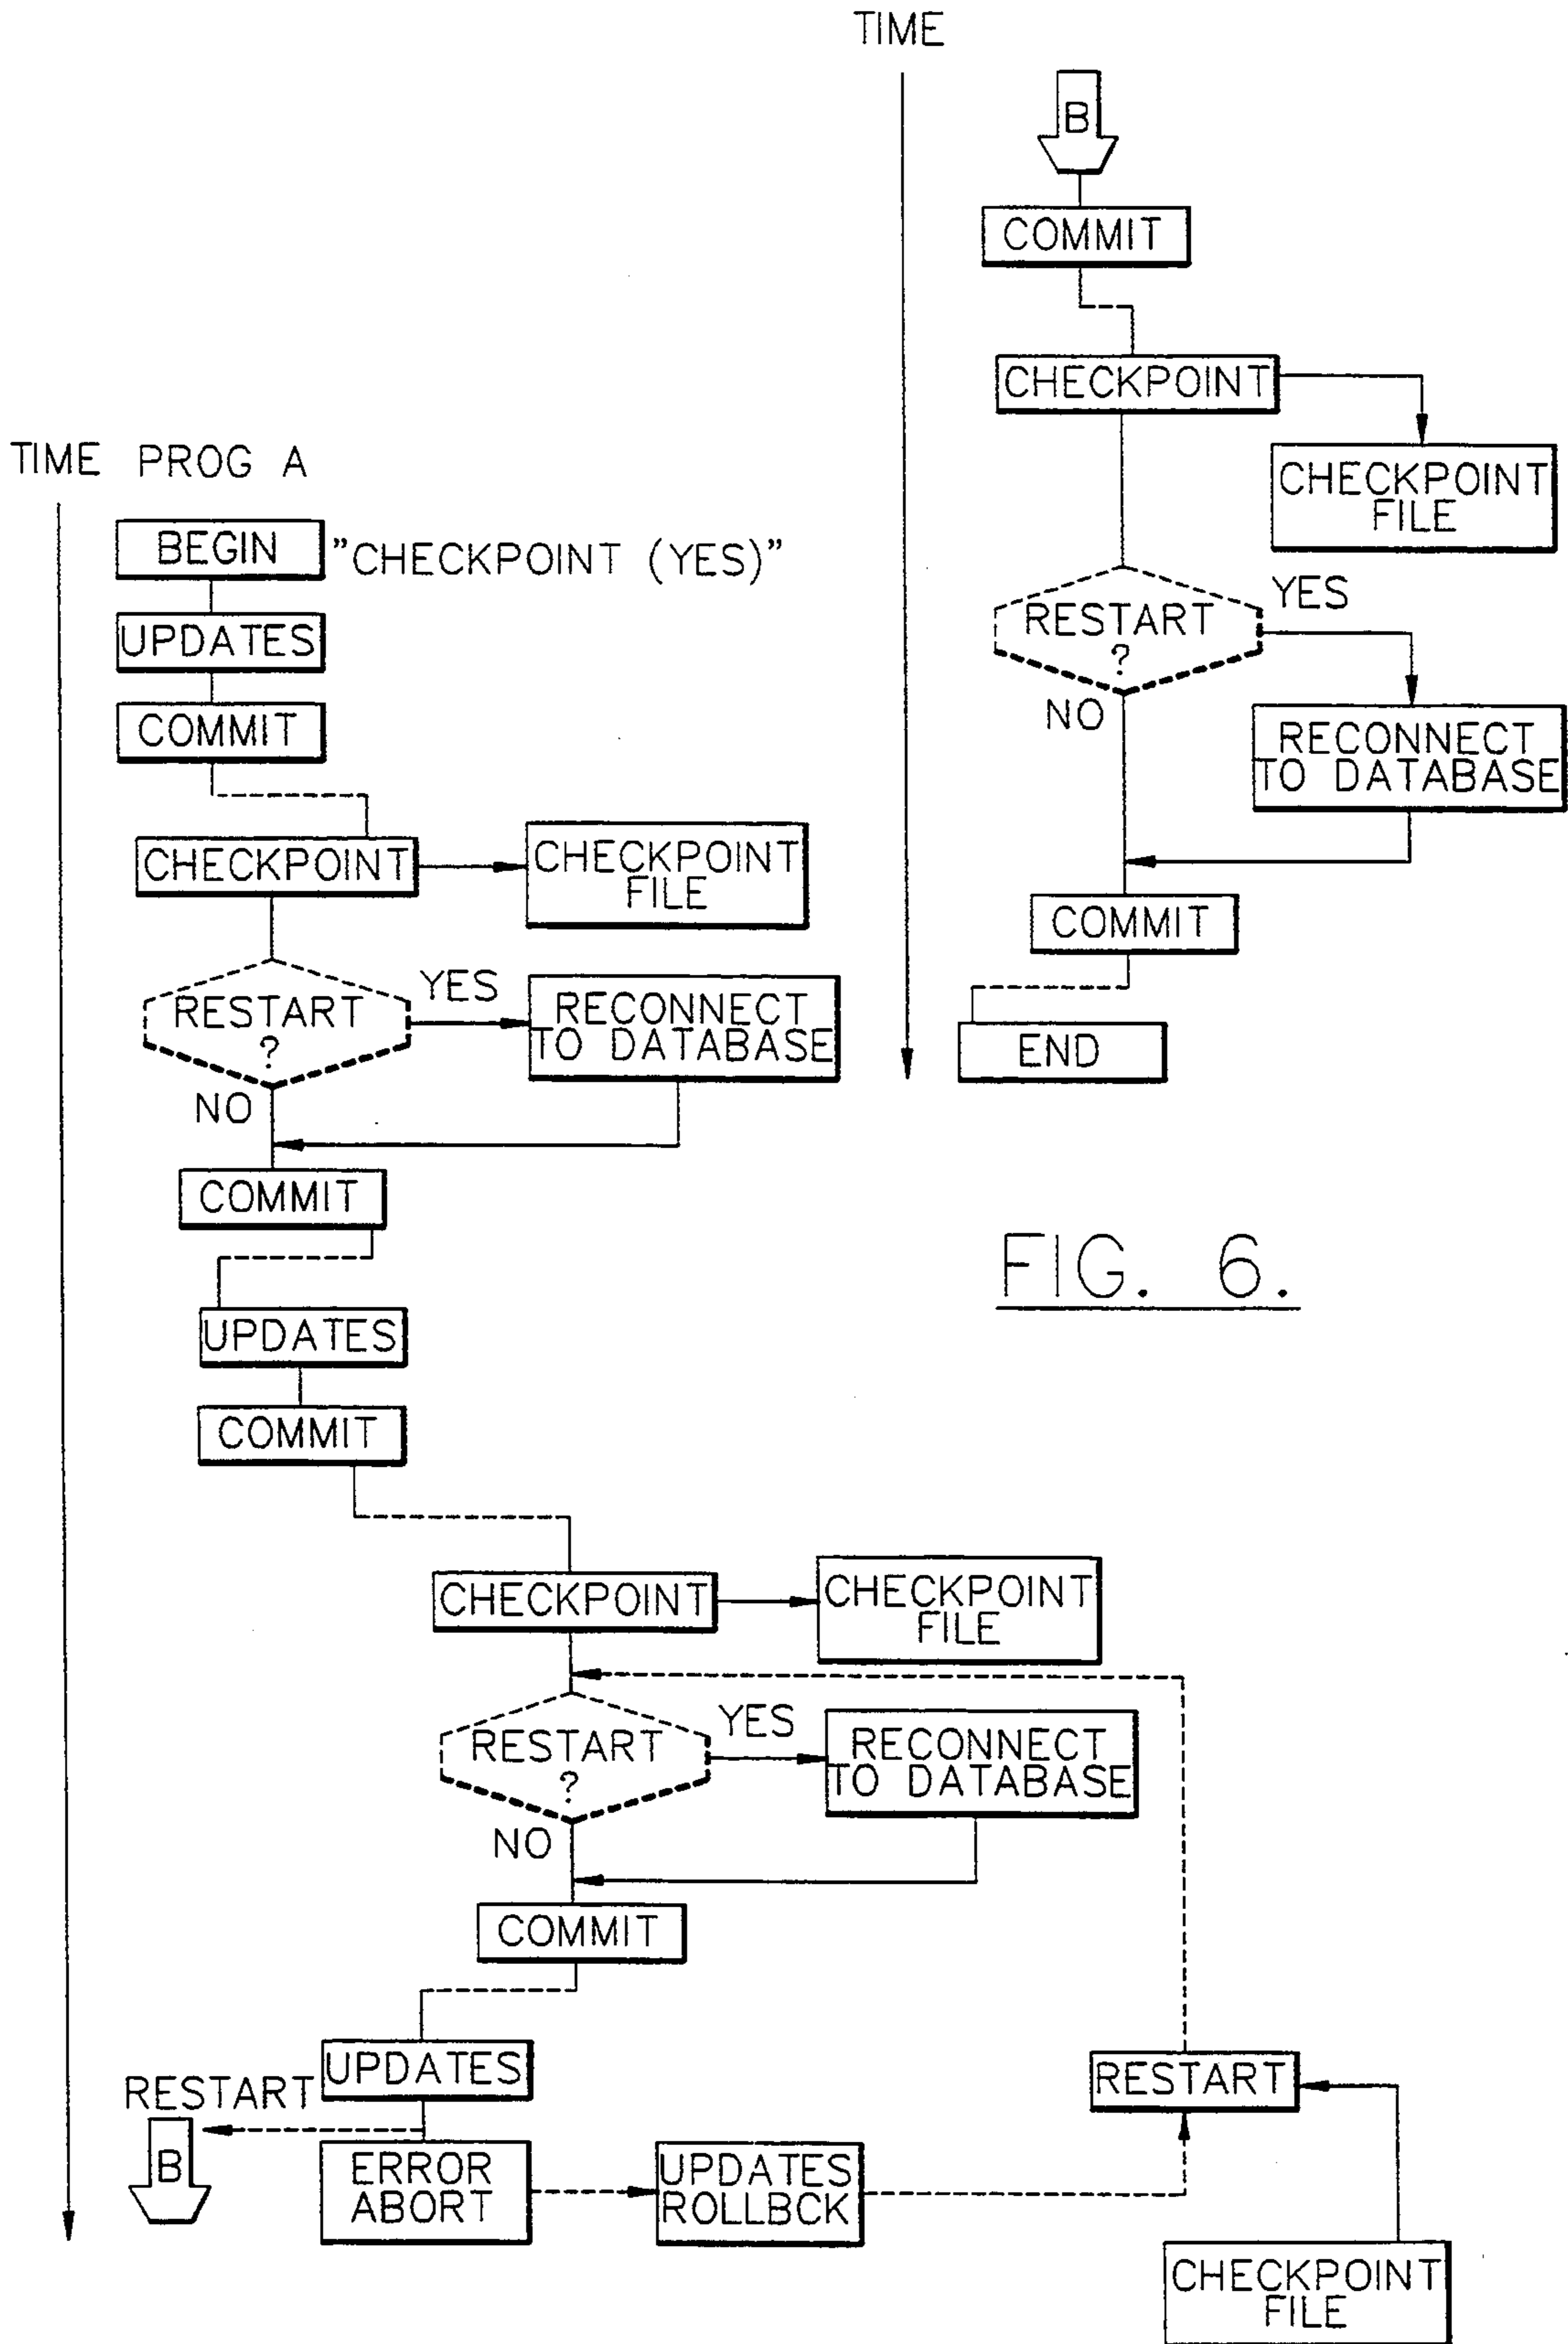 TIME PROG A
BEGIN
"CHECKPOINT (YES)"
UPDATES
COMMIT
CHECKPOINT
CHECKPOINT
FILE
RESTART
?
YES
RECONNECT
TO DATABASE
NO
COMMIT
UPDATES
COMMIT
CHECKPOINT
CHECKPOINT
FILE
RESTART
?
YES
RECONNECT
TO DATABASE
NO
COMMIT
UPDATES
RESTART
B
ERROR
ABORT
UPDATES
ROLLBCK
RESTART
CHECKPOINT
FILE
TIME
B
COMMIT
CHECKPOINT
CHECKPOINT
FILE
RESTART
?
YES
RECONNECT
TO DATABASE
NO
COMMIT
END
FIG. 6.